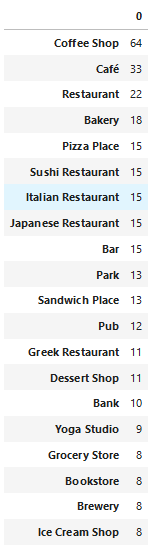 0
Coffee Shop 64
Café 33
Restaurant 22
Bakery 18
Pizza Place 15
Sushi Restaurant 15
Italian Restaurant 15
Japanese Restaurant 15
Bar 15
Park 13
Sandwich Place 13
Pub 12
Greek Restaurant 11
Dessert Shop 11
Bank 10
Yoga Studio 9
Grocery Store 8
Bookstore 8
Brewery 8
Ice Cream Shop 8